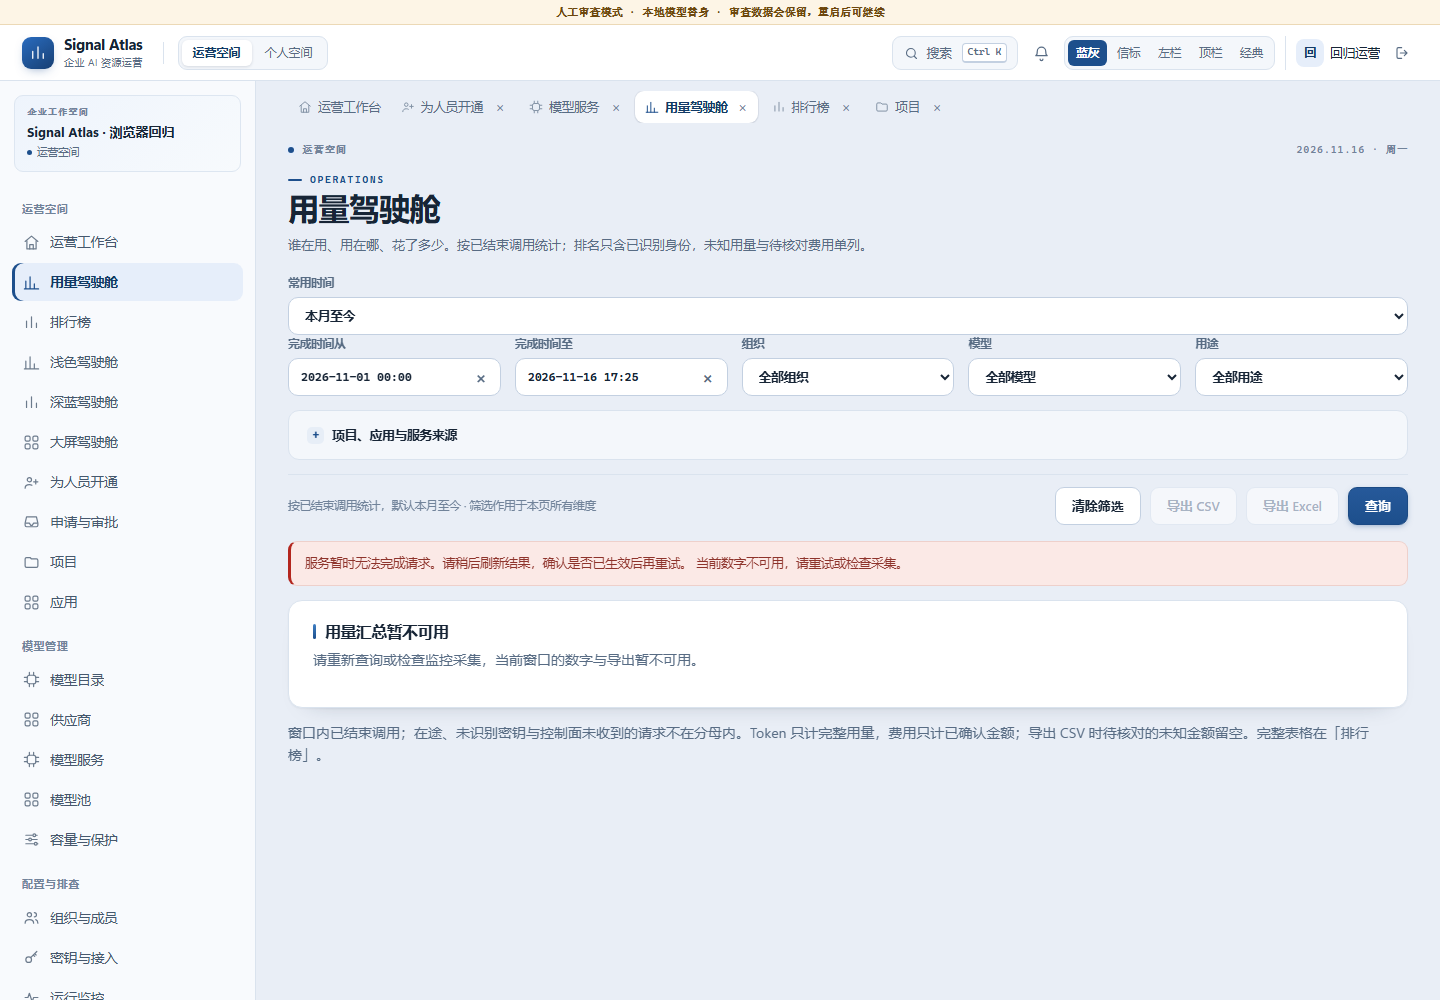 人工审查模式 · 本地模型替身 · 审查数据会保留，重启后可继续
Signal Atlas
企业 AI 资源运营
运营空间
个人空间
搜索
Ctrl K
蓝灰
信标
左栏
顶栏
经典
回
回归运营
企业工作空间
Signal Atlas · 浏览器回归
运营空间
运营空间
运营工作台
用量驾驶舱
排行榜
浅色驾驶舱
深蓝驾驶舱
大屏驾驶舱
为人员开通
申请与审批
项目
应用
模型管理
模型目录
供应商
模型服务
模型池
容量与保护
配置与排查
组织与成员
密钥与接入
运行监控
运营工作台
为人员开通 ×
模型服务 ×
用量驾驶舱 ×
排行榜 ×
项目 ×
运营空间
2026.11.16 · 周一
OPERATIONS
用量驾驶舱
谁在用、用在哪、花了多少。按已结束调用统计；排名只含已识别身份，未知用量与待核对费用单列。
常用时间
本月至今
完成时间从
完成时间至
组织
模型
用途
2026-11-01 00:00 ×
2026-11-16 17:25 ×
全部组织
全部模型
全部用途
+ 项目、应用与服务来源
按已结束调用统计，默认本月至今 · 筛选作用于本页所有维度
清除筛选
导出 CSV
导出 Excel
查询
服务暂时无法完成请求。请稍后刷新结果，确认是否已生效后再重试。 当前数字不可用，请重试或检查采集。
用量汇总暂不可用
请重新查询或检查监控采集，当前窗口的数字与导出暂不可用。
窗口内已结束调用；在途、未识别密钥与控制面未收到的请求不在分母内。Token 只计完整用量，费用只计已确认金额；导出 CSV 时待核对的未知金额留空。完整表格在「排行
榜」。